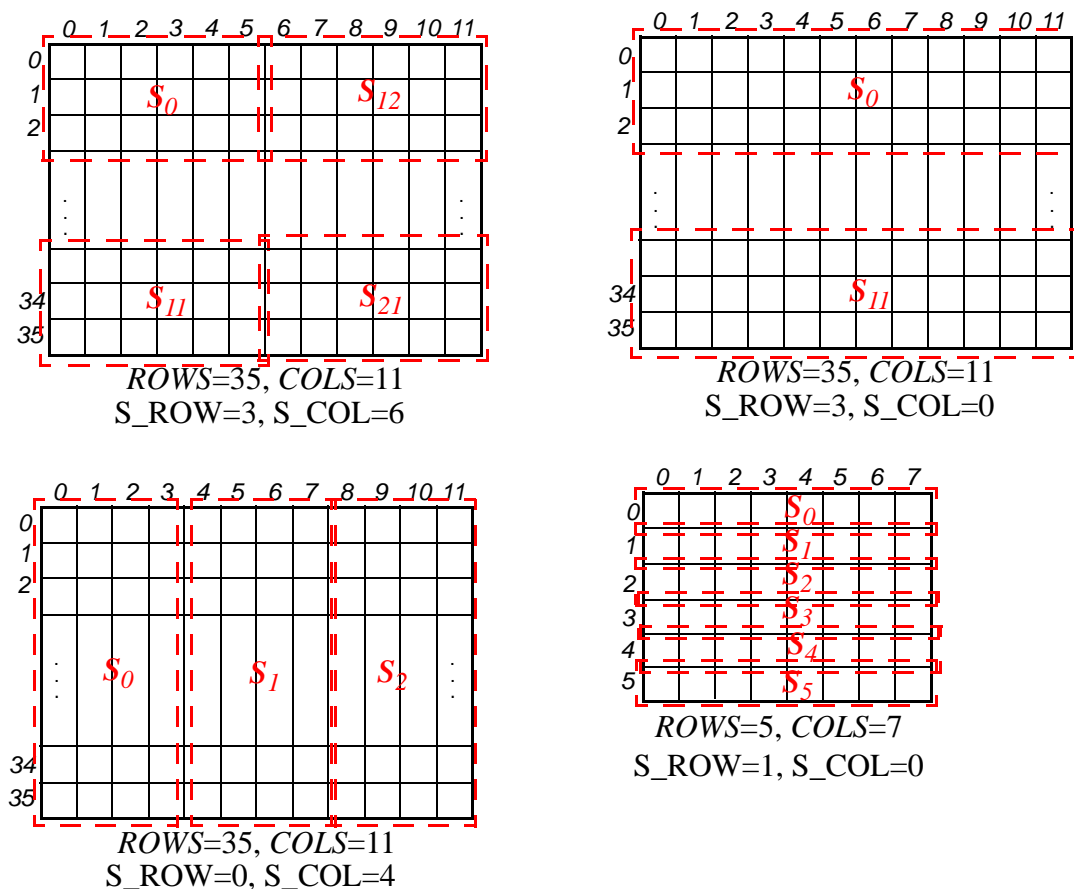 0 1 2 3 4 5 6 7 8 9 10 11
0
1
2
S0 S12
. . .
. . .
34
35
S11 S21
ROWS=35, COLS=11
S_ROW=3, S_COL=6
0 1 2 3 4 5 6 7 8 9 10 11
0
1
2
S0
. . .
. . .
34
35
S11
ROWS=35, COLS=11
S_ROW=3, S_COL=0
0 1 2 3 4 5 6 7 8 9 10 11
0
1
2
. . .
. . .
S0 S1 S2
34
35
ROWS=35, COLS=11
S_ROW=0, S_COL=4
0 1 2 3 4 5 6 7
0 S0
1 S1
2 S2
3 S3
4 S4
5 S5
ROWS=5, COLS=7
S_ROW=1, S_COL=0